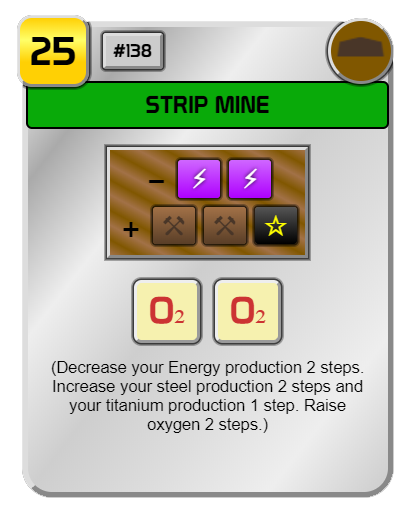 25
#138
STRIP MINE
-
+
O2 O2
(Decrease your Energy production 2 steps.
Increase your steel production 2 steps and
your titanium production 1 step. Raise
oxygen 2 steps.)